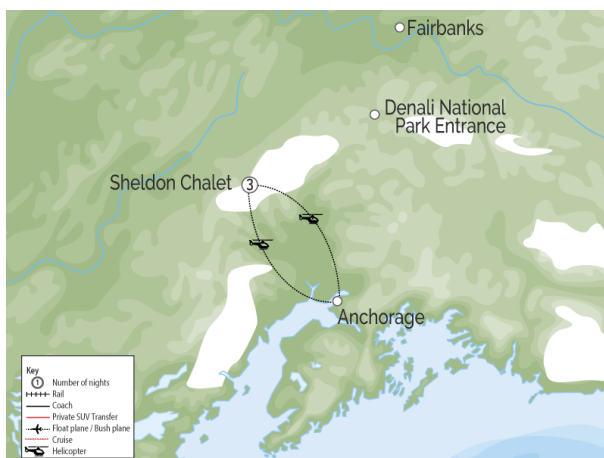 Fairbanks
Denali National
Park Entrance
Sheldon Chalet
3
Anchorage
Key
1 Number of nights
Rail
Coach
Private SUV Transfer
Float plane / Bush plane
Cruise
Helicopter